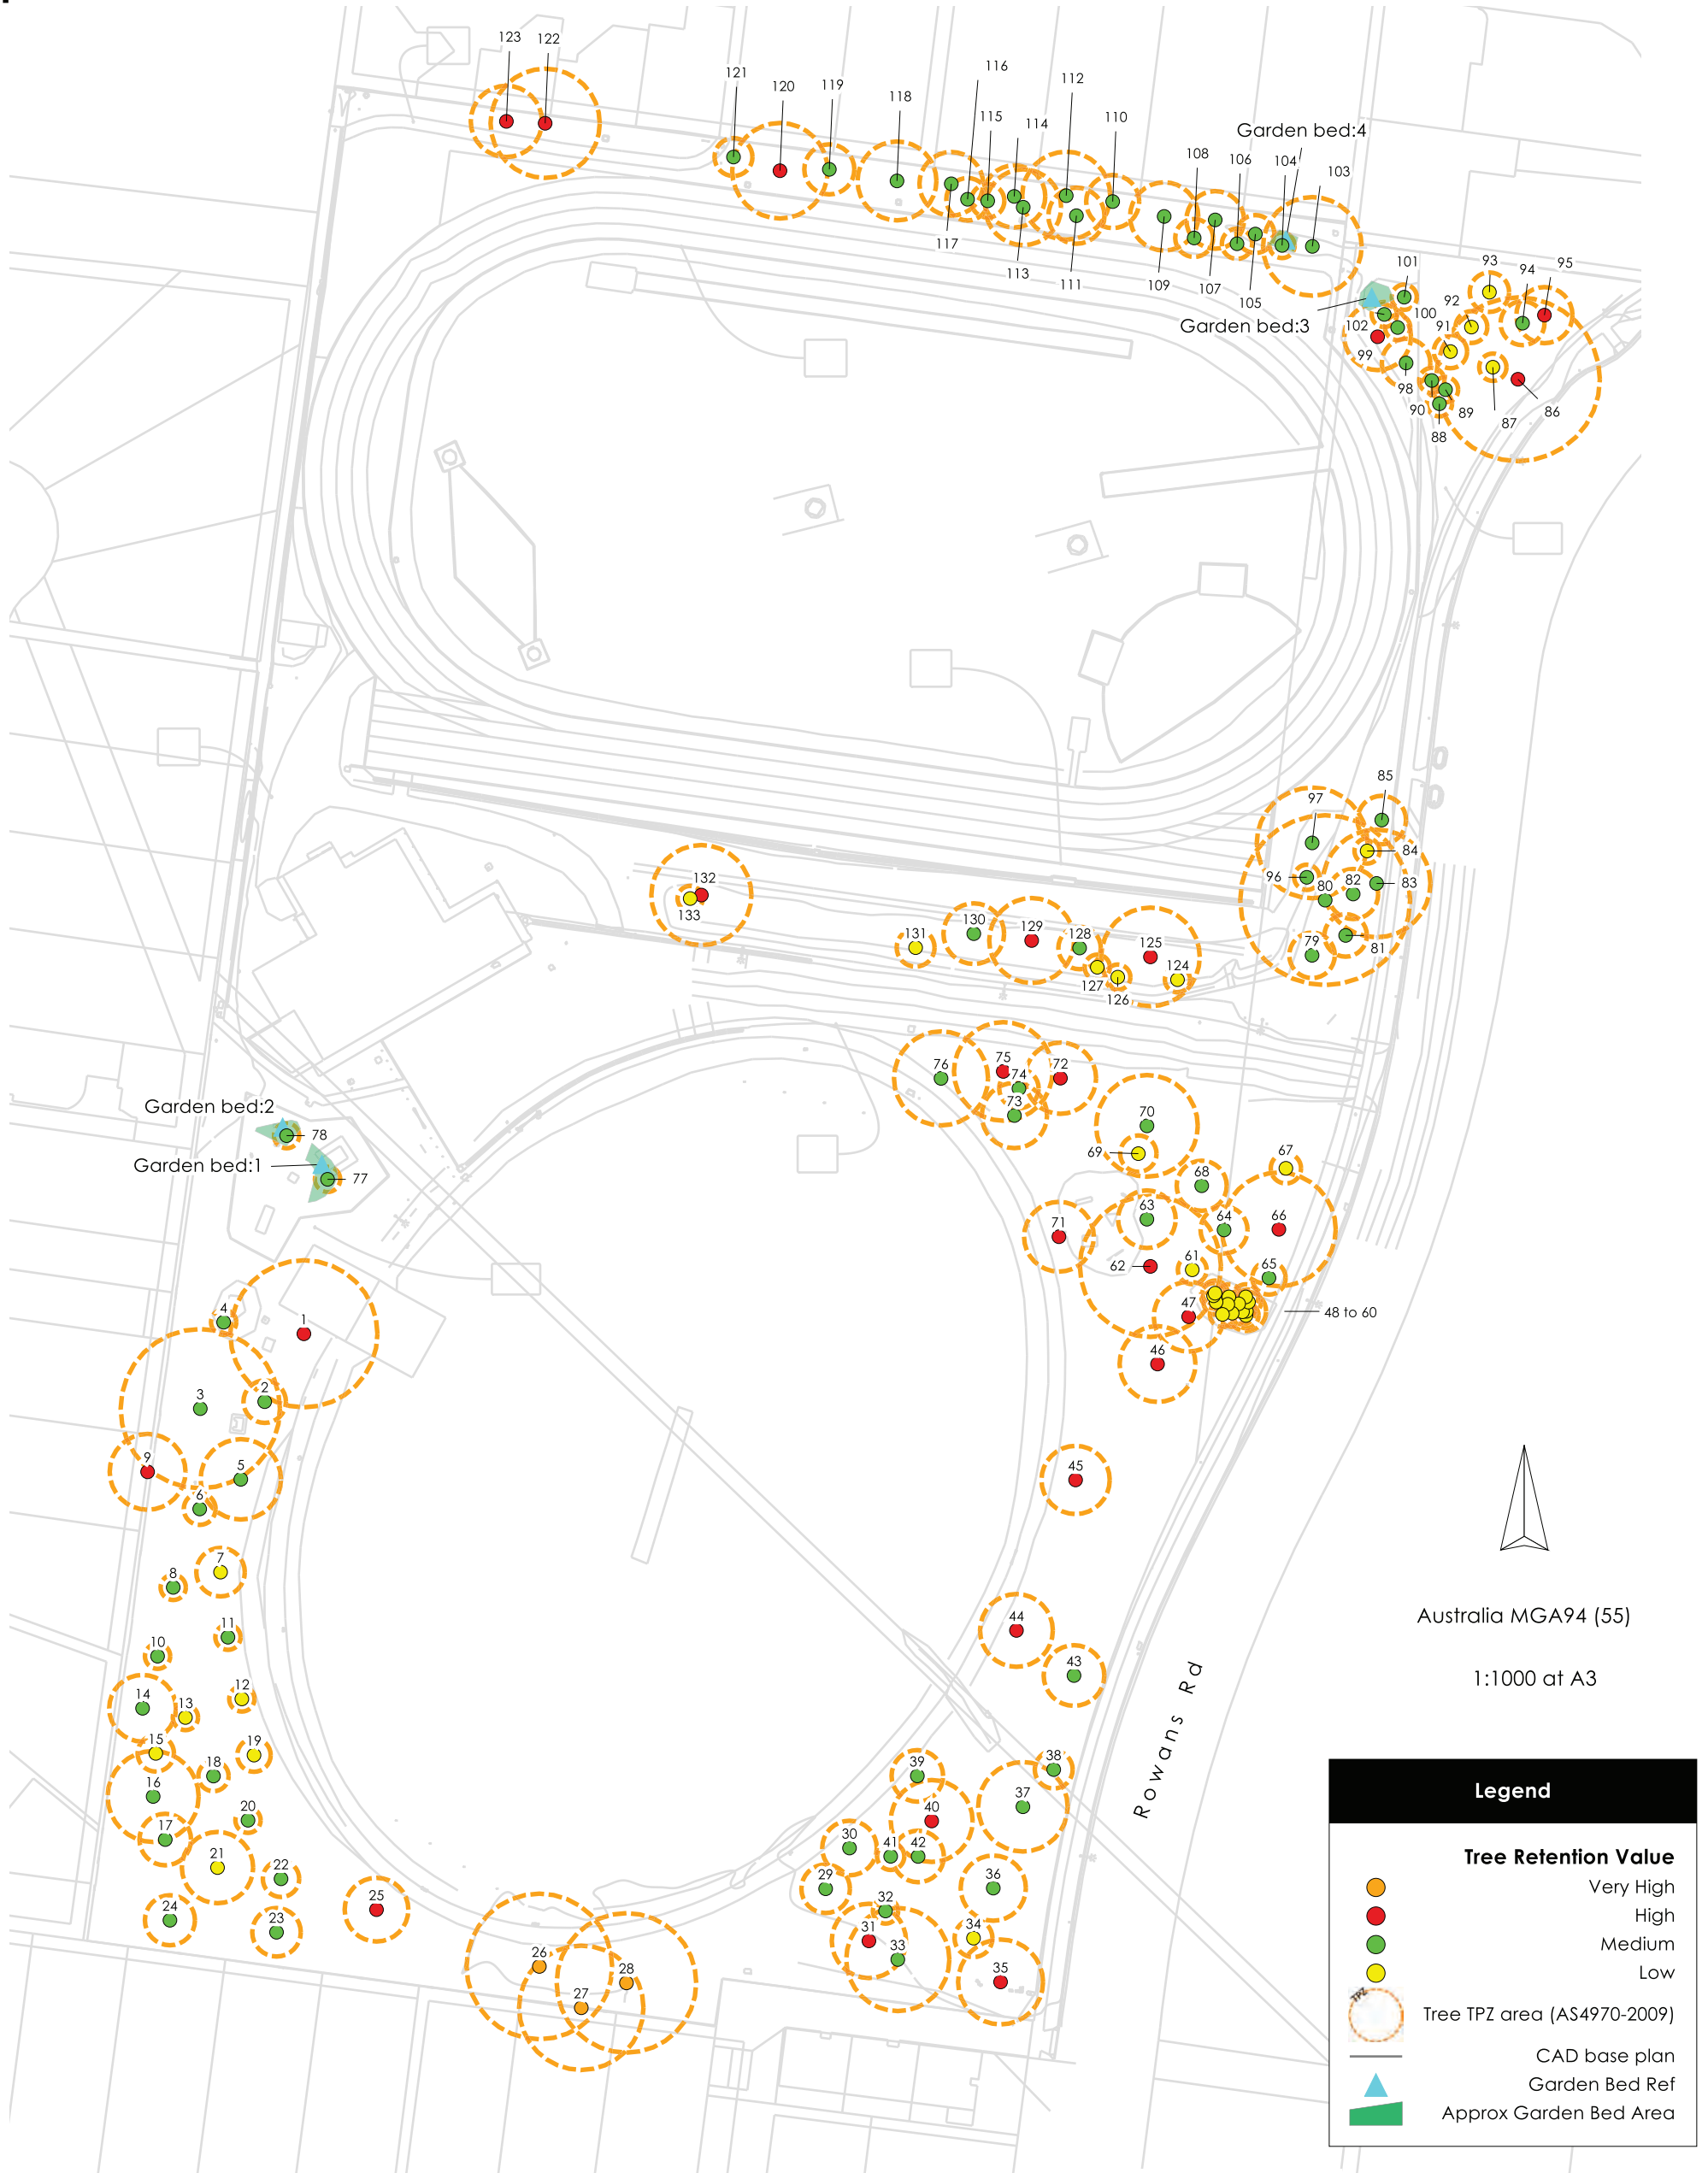 123 122
121 120 119 118 116 115 114 112 110
108 106 104 103
Garden bed:4
117 113 111 109 107 105
101 93 94 95
92 100 91
Garden bed:3
102 99 98 90 89 88 87 86
85 97
84
96 80 82 83
79 81
132
133
131 130 129 128 125 124
127 126
76 75 74 72
73
70
69
68 67
63 64 66
71
62 61 65
47 48 to 60
46
45
44
43
Garden bed:2
78
Garden bed:1
77
4 1
3 2
9 5
6
7
8
11
10
14 13 12
15 19
16 18
17 20
21 22
24 23
25
26 28
27
39 38
40 37
30 41 42
29 36
32
31 33 34
35
Rowans Rd
Australia MGA94 (55)
1:1000 at A3
Legend
Tree Retention Value
Very High
High
Medium
Low
TPZ
Tree TPZ area (AS4970-2009)
CAD base plan
Garden Bed Ref
Approx Garden Bed Area